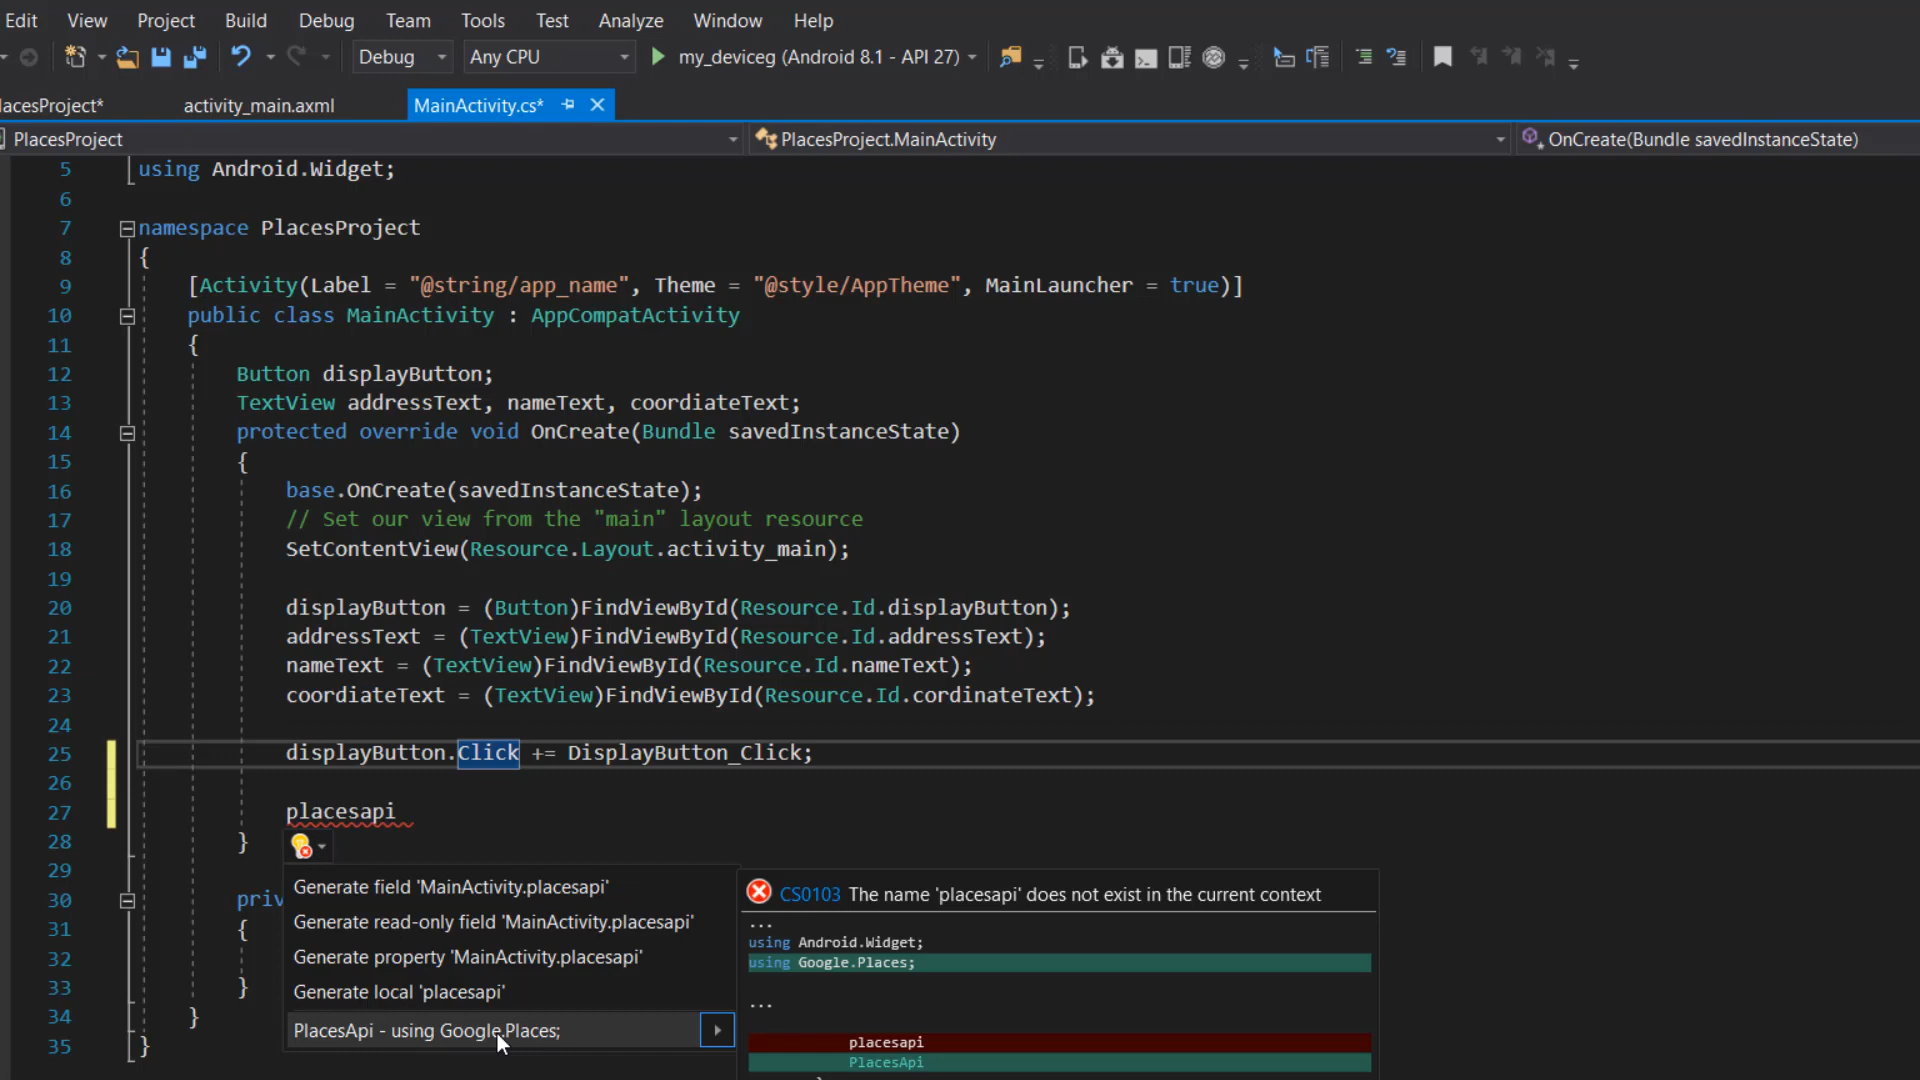 Edit View Project Build Debug Team Tools Test Analyze Window Help
Debug Any CPU my_deviceg (Android 8.1 - API 27)
lacesProject* activity_main.axml MainActivity.cs*
PlacesProject PlacesProject.MainActivity OnCreate(Bundle savedInstanceState)
5 using Android.Widget;
6
7 namespace PlacesProject
8 {
9 [Activity(Label = "@string/app_name", Theme = "@style/AppTheme", MainLauncher = true)]
10 public class MainActivity : AppCompatActivity
11 {
12 Button displayButton;
13 TextView addressText, nameText, coordiateText;
14 protected override void OnCreate(Bundle savedInstanceState)
15 {
16 base.OnCreate(savedInstanceState);
17 // Set our view from the "main" layout resource
18 SetContentView(Resource.Layout.activity_main);
19
20 displayButton = (Button)FindViewById(Resource.Id.displayButton);
21 addressText = (TextView)FindViewById(Resource.Id.addressText);
22 nameText = (TextView)FindViewById(Resource.Id.nameText);
23 coordiateText = (TextView)FindViewById(Resource.Id.cordinateText);
24
25 displayButton.Click += DisplayButton_Click;
26
27 placesapi
28 }
29
30 priv
31 {
32
33 }
34 }
35 }
Generate field 'MainActivity.placesapi'
Generate read-only field 'MainActivity.placesapi'
Generate property 'MainActivity.placesapi'
Generate local 'placesapi'
PlacesApi - using Google.Places;
CS0103 The name 'placesapi' does not exist in the current context
...
using Android.Widget;
using Google.Places;
...
placesapi
PlacesApi